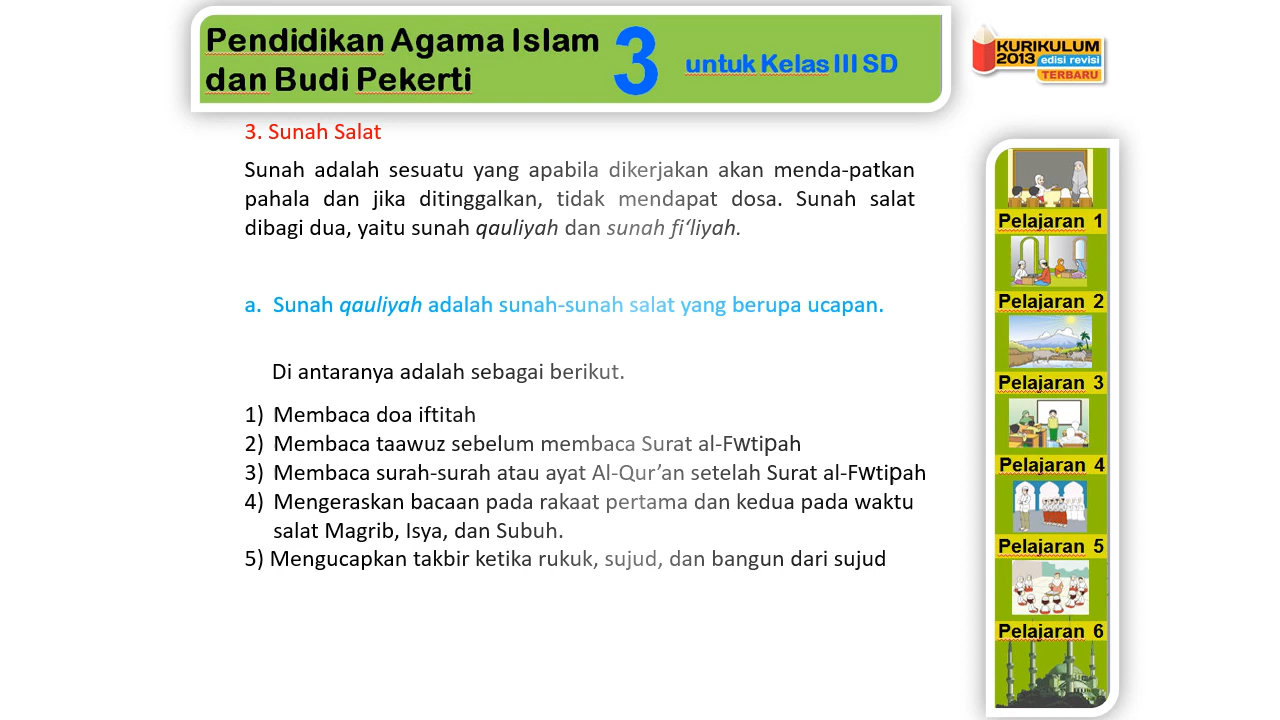 Pendidikan Agama Islam
dan Budi Pekerti
3
untuk Kelas III SD
KURIKULUM
2013 edisi revisi
TERBARU
3. Sunah Salat
Sunah adalah sesuatu yang apabila dikerjakan akan menda-patkan
pahala dan jika ditinggalkan, tidak mendapat dosa. Sunah salat
dibagi dua, yaitu sunah qauliyah dan sunah fi‘liyah.
a. Sunah qauliyah adalah sunah-sunah salat yang berupa ucapan.
Di antaranya adalah sebagai berikut.
1) Membaca doa iftitah
2) Membaca taawuz sebelum membaca Surat al-Fwtipah
3) Membaca surah-surah atau ayat Al-Qur’an setelah Surat al-Fwtipah
4) Mengeraskan bacaan pada rakaat pertama dan kedua pada waktu
salat Magrib, Isya, dan Subuh.
5) Mengucapkan takbir ketika rukuk, sujud, dan bangun dari sujud
Pelajaran 1
Pelajaran 2
Pelajaran 3
Pelajaran 4
Pelajaran 5
Pelajaran 6